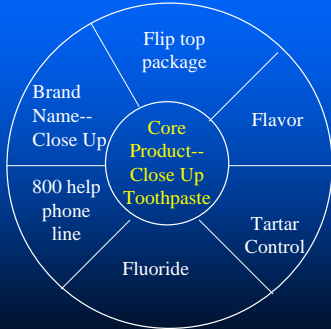 Flip top
package
Brand
Name--
Close Up
Flavor
Core
Product--
Close Up
Toothpaste
800 help
phone
line
Tartar
Control
Fluoride